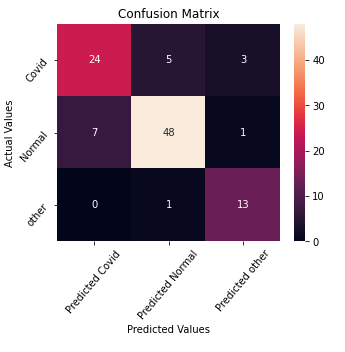 Confusion Matrix
Actual Values
Covid
24
5
3
Normal
7
48
1
other
0
1
13
Predicted Covid
Predicted Normal
Predicted other
Predicted Values
40
30
20
10
0